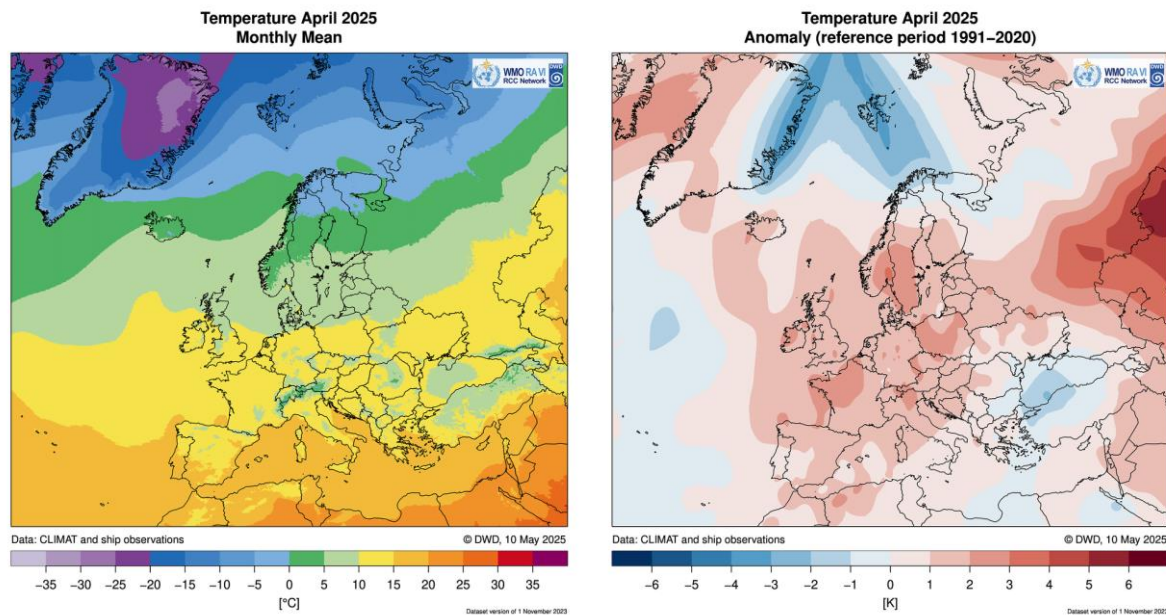 Temperature April 2025
Monthly Mean
WMO RA VI
RCC Network
DWD
Data: CLIMAT and ship observations
© DWD, 10 May 2025
−35 −30 −25 −20 −15 −10 −5 0 5 10 15 20 25 30 35
[°C]
Dataset version of 1 November 2023
Temperature April 2025
Anomaly (reference period 1991−2020)
WMO RA VI
RCC Network
DWD
Data: CLIMAT and ship observations
© DWD, 10 May 2025
−6 −5 −4 −3 −2 −1 0 1 2 3 4 5 6
[K]
Dataset version of 1 November 2023